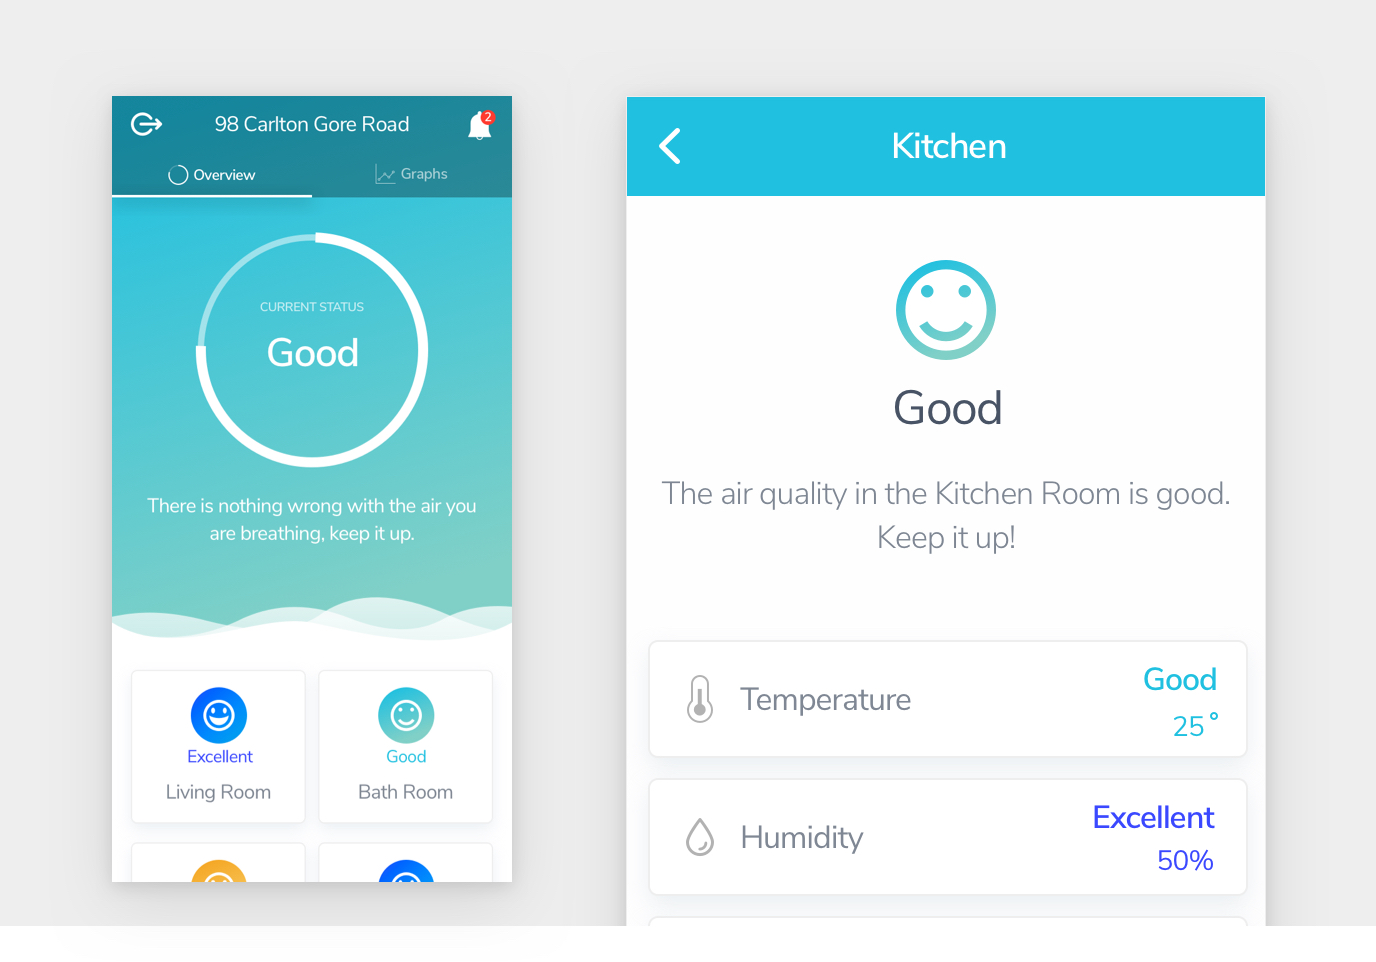 98 Carlton Gore Road
2
Overview
Graphs
CURRENT STATUS
Good
There is nothing wrong with the air you
are breathing, keep it up.
Excellent
Living Room
Good
Bath Room
Kitchen
Good
The air quality in the Kitchen Room is good.
Keep it up!
Temperature
Good
25°
Humidity
Excellent
50%